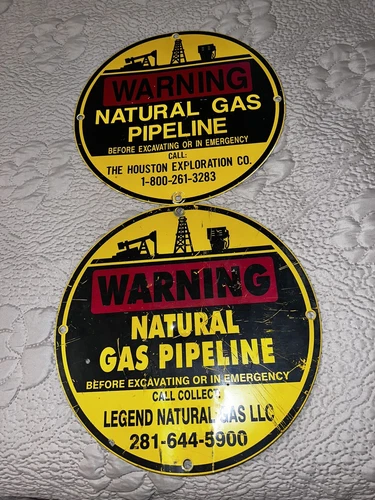 WARNING
NATURAL GAS
PIPELINE
BEFORE EXCAVATING OR IN EMERGENCY
CALL:
THE HOUSTON EXPLORATION CO.
1-800-261-3283
WARNING
NATURAL
GAS PIPELINE
BEFORE EXCAVATING OR IN EMERGENCY
CALL COLLECT:
LEGEND NATURAL GAS LLC
281-644-5900